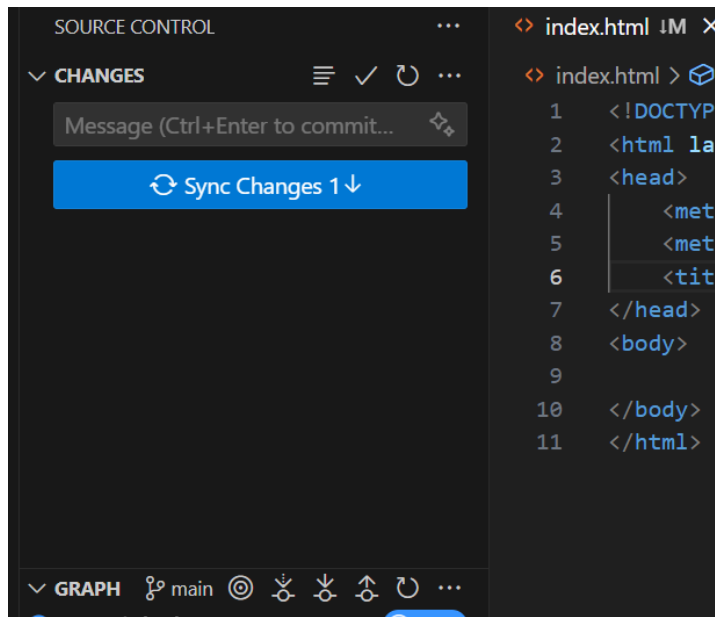 SOURCE CONTROL
CHANGES
Message (Ctrl+Enter to commit...
Sync Changes 1↓
GRAPH main
index.html ↓M
index.html >
1 <!DOCTYP
2 <html la
3 <head>
4 <met
5 <met
6 <tit
7 </head>
8 <body>
9
10 </body>
11 </html>